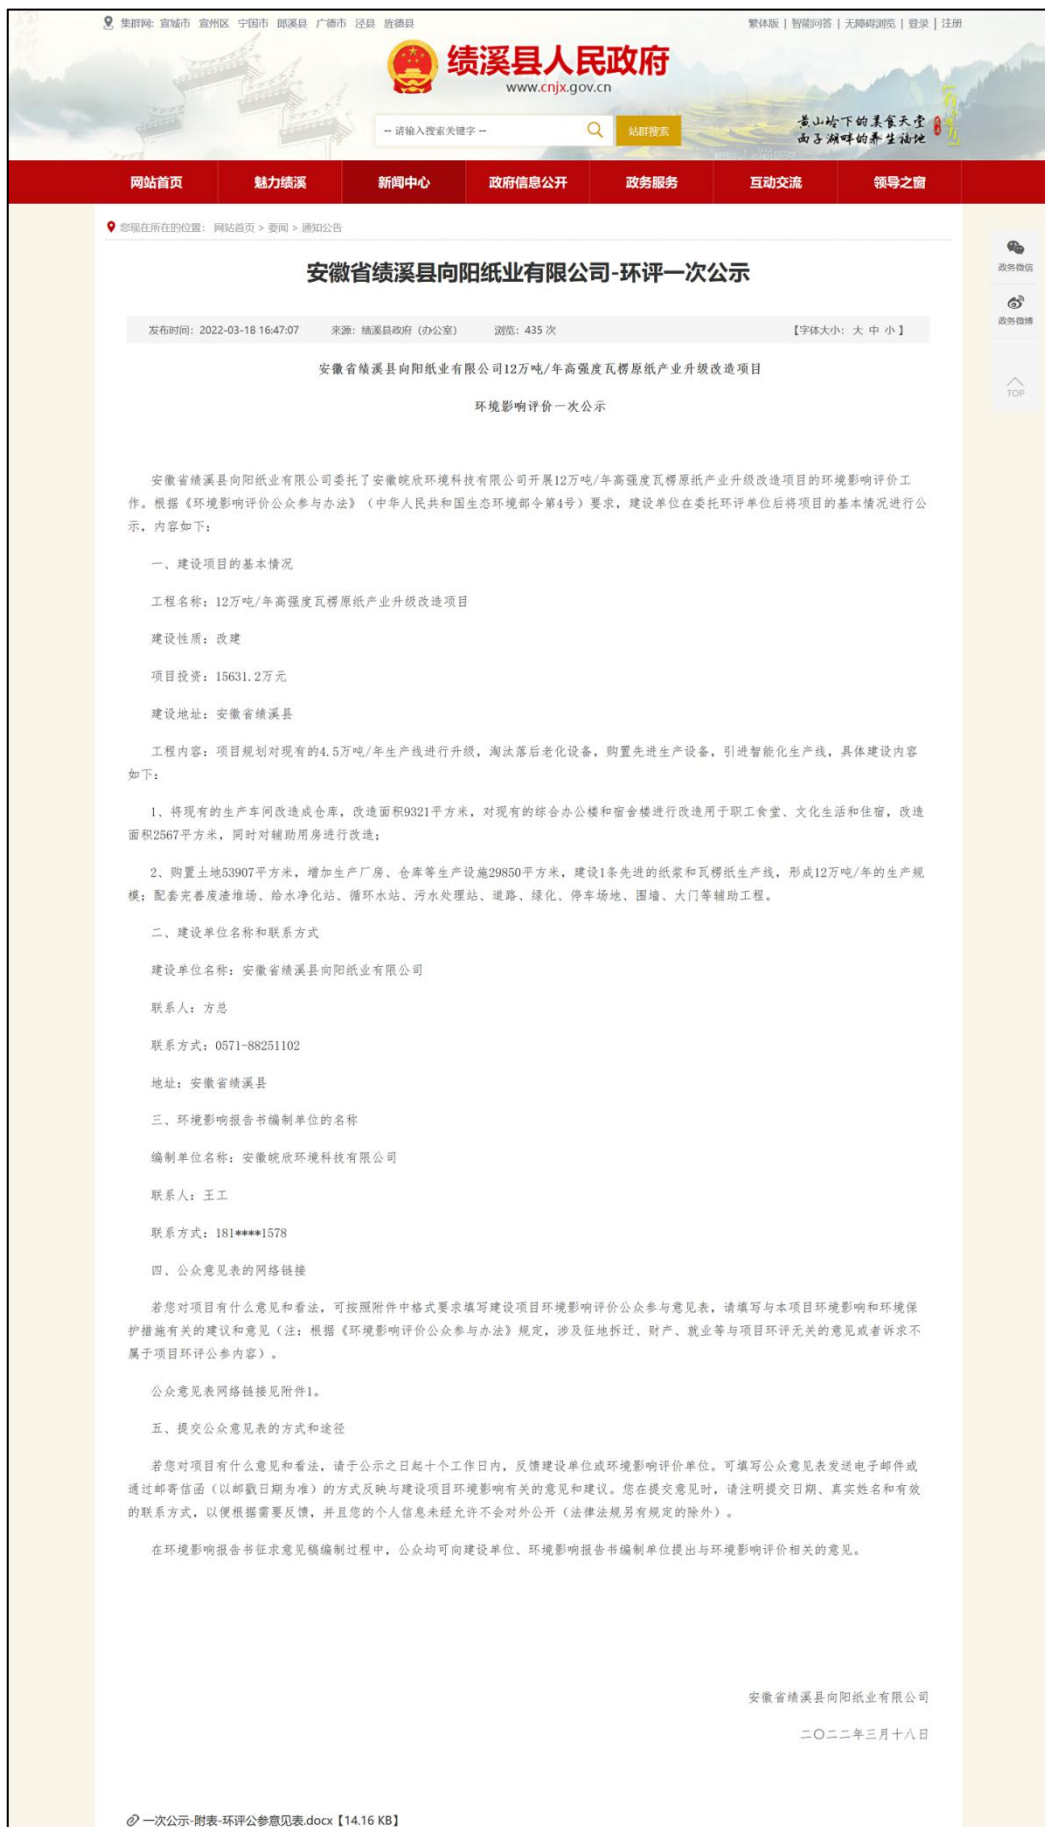 集群网: 宣城市 宣州区 宁国市 郎溪县 广德市 泾县 旌德县
繁体版 | 智能问答 | 无障碍浏览 | 登录 | 注册
绩溪县人民政府
www.cnjx.gov.cn
-- 请输入搜索关键字 --
站群搜索
黄山岭下的美食天堂
西子湖畔的养生福地
网站首页 魅力绩溪 新闻中心 政府信息公开 政务服务 互动交流 领导之窗
您现在所在的位置: 网站首页 > 要闻 > 通知公告
政务微信
政务微博
TOP
安徽省绩溪县向阳纸业有限公司-环评一次公示
发布时间: 2022-03-18 16:47:07 来源: 绩溪县政府 (办公室) 浏览: 435 次 【字体大小: 大 中 小 】
安徽省绩溪县向阳纸业有限公司12万吨/年高强度瓦楞原纸产业升级改造项目
环境影响评价一次公示
安徽省绩溪县向阳纸业有限公司委托了安徽皖欣环境科技有限公司开展12万吨/年高强度瓦楞原纸产业升级改造项目的环境影响评价工
作。根据《环境影响评价公众参与办法》（中华人民共和国生态环境部令第4号）要求，建设单位在委托环评单位后将项目的基本情况进行公
示，内容如下：
一、建设项目的基本情况
工程名称：12万吨/年高强度瓦楞原纸产业升级改造项目
建设性质：改建
项目投资：15631.2万元
建设地址：安徽省绩溪县
工程内容：项目规划对现有的4.5万吨/年生产线进行升级，淘汰落后老化设备，购置先进生产设备，引进智能化生产线，具体建设内容
如下：
1、将现有的生产车间改造成仓库，改造面积9321平方米，对现有的综合办公楼和宿舍楼进行改造用于职工食堂、文化生活和住宿，改造
面积2567平方米，同时对辅助用房进行改造；
2、购置土地53907平方米，增加生产厂房、仓库等生产设施29850平方米，建设1条先进的纸浆和瓦楞纸生产线，形成12万吨/年的生产规
模；配套完善废渣堆场、给水净化站、循环水站、污水处理站、道路、绿化、停车场地、围墙、大门等辅助工程。
二、建设单位名称和联系方式
建设单位名称：安徽省绩溪县向阳纸业有限公司
联系人：方总
联系方式：0571-88251102
地址：安徽省绩溪县
三、环境影响报告书编制单位的名称
编制单位名称：安徽皖欣环境科技有限公司
联系人：王工
联系方式：181****1578
四、公众意见表的网络链接
若您对项目有什么意见和看法，可按照附件中格式要求填写建设项目环境影响评价公众参与意见表，请填写与本项目环境影响和环境保
护措施有关的建议和意见（注：根据《环境影响评价公众参与办法》规定，涉及征地拆迁、财产、就业等与项目环评无关的意见或者诉求不
属于项目环评公参内容）。
公众意见表网络链接见附件1。
五、提交公众意见表的方式和途径
若您对项目有什么意见和看法，请于公示之日起十个工作日内，反馈建设单位或环境影响评价单位。可填写公众意见表发送电子邮件或
通过邮寄信函（以邮戳日期为准）的方式反映与建设项目环境影响有关的意见和建议。您在提交意见时，请注明提交日期、真实姓名和有效
的联系方式，以便根据需要反馈，并且您的个人信息未经允许不会对外公开（法律法规另有规定的除外）。
在环境影响报告书征求意见稿编制过程中，公众均可向建设单位、环境影响报告书编制单位提出与环境影响评价相关的意见。
安徽省绩溪县向阳纸业有限公司
二〇二二年三月十八日
一次公示-附表-环评公参意见表.docx【14.16 KB】